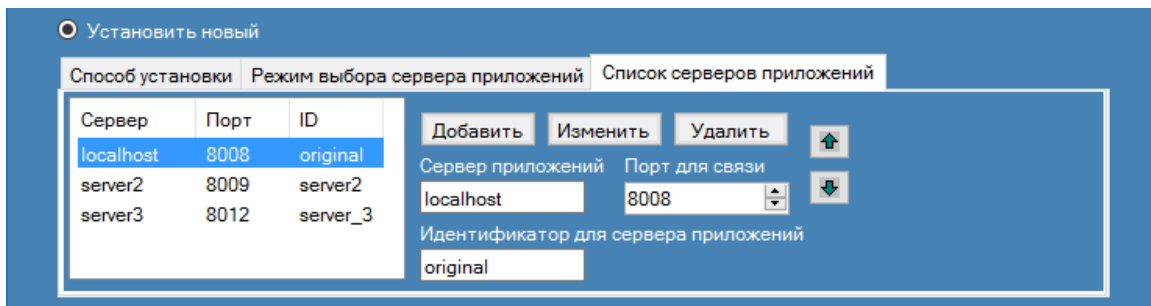 Установить новый
Способ установки Режим выбора сервера приложений Список серверов приложений
Сервер Порт ID
localhost 8008 original
server2 8009 server2
server3 8012 server_3
Добавить Изменить Удалить
Сервер приложений Порт для связи
localhost 8008
Идентификатор для сервера приложений
original